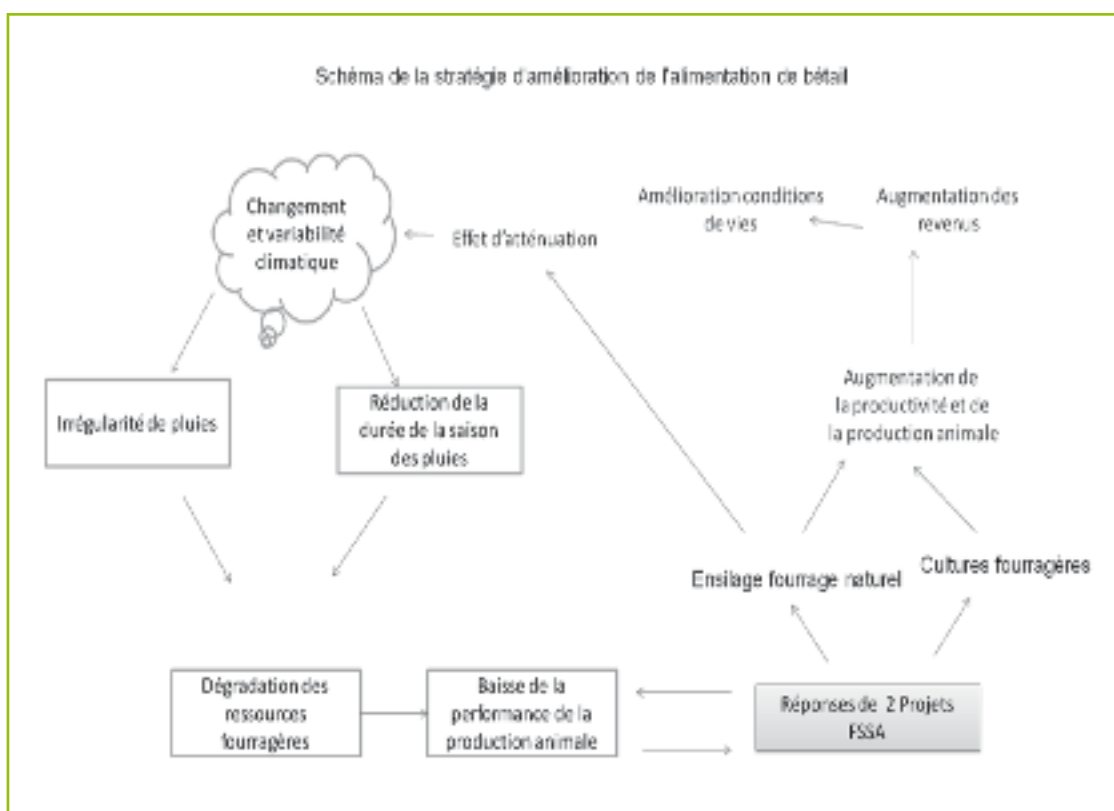 Schéma de la stratégie d'amélioration de l'alimentation de bétail
Changement
et variabilité
climatique
Effet d'atténuation
Amélioration conditions
de vies
Augmentation des
revenus
Irrégularité de pluies
Réduction de la
durée de la saison
des pluies
Augmentation de
la productivité et de
la production animale
Ensilage fourrage naturel
Cultures fourragères
Dégradation des
ressources
fourragères
Baisse de la
performance de la
production animale
Réponses de 2 Projets
FSSA